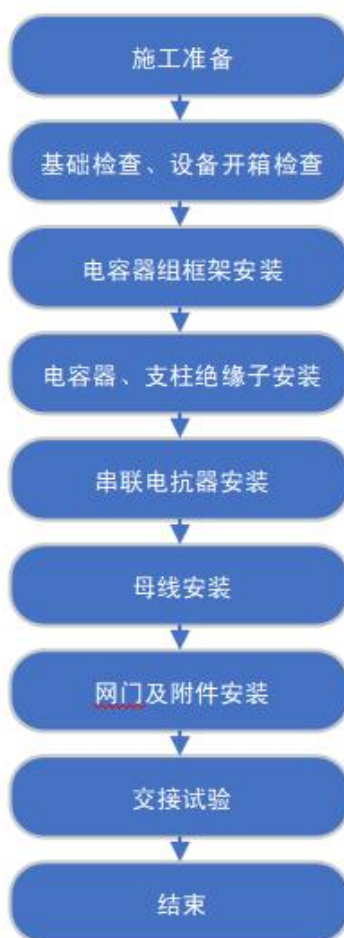 施工准备
基础检查、设备开箱检查
电容器组框架安装
电容器、支柱绝缘子安装
串联电抗器安装
母线安装
网门及附件安装
交接试验
结束